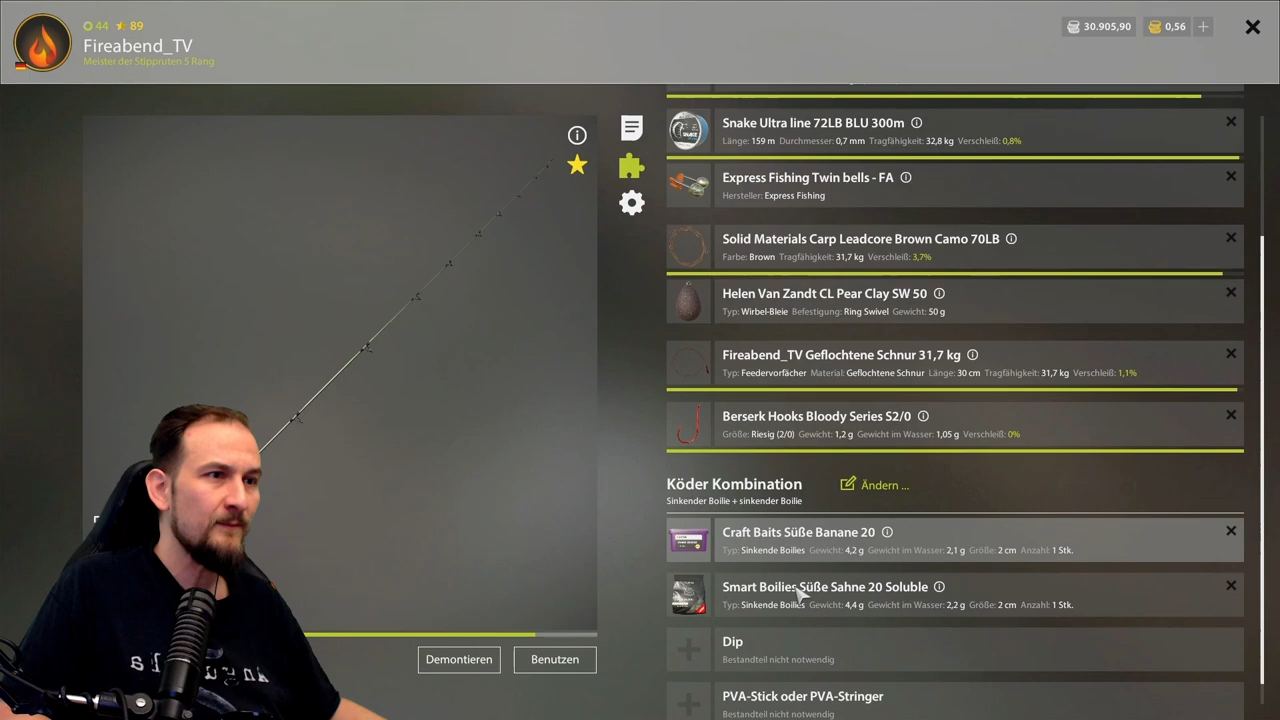 44 89
Fireabend_TV
Meister der Stippruten 5 Rang
30.905,90
0,56
Snake Ultra line 72LB BLU 300m
Länge: 159 m Durchmesser: 0,7 mm Tragfähigkeit: 32,8 kg Verschleiß: 0,8%
Express Fishing Twin bells - FA
Hersteller: Express Fishing
Solid Materials Carp Leadcore Brown Camo 70LB
Farbe: Brown Tragfähigkeit: 31,7 kg Verschleiß: 3,7%
Helen Van Zandt CL Pear Clay SW 50
Typ: Wirbel-Bleie Befestigung: Ring Swivel Gewicht: 50 g
Fireabend_TV Geflochtene Schnur 31,7 kg
Typ: Feedervorfächer Material: Geflochtene Schnur Länge: 30 cm Tragfähigkeit: 31,7 kg Verschleiß: 1,1%
Berserk Hooks Bloody Series S2/0
Größe: Riesig (2/0) Gewicht: 1,2 g Gewicht im Wasser: 1,05 g Verschleiß: 0%
Köder Kombination
Ändern ...
Sinkender Boilie + sinkender Boilie
Craft Baits Süße Banane 20
Typ: Sinkende Boilies Gewicht: 4,2 g Gewicht im Wasser: 2,1 g Größe: 2 cm Anzahl: 1 Stk.
Smart Boilies Süße Sahne 20 Soluble
Typ: Sinkende Boilies Gewicht: 4,4 g Gewicht im Wasser: 2,2 g Größe: 2 cm Anzahl: 1 Stk.
Dip
Bestandteil nicht notwendig
PVA-Stick oder PVA-Stringer
Bestandteil nicht notwendig
Demontieren
Benutzen